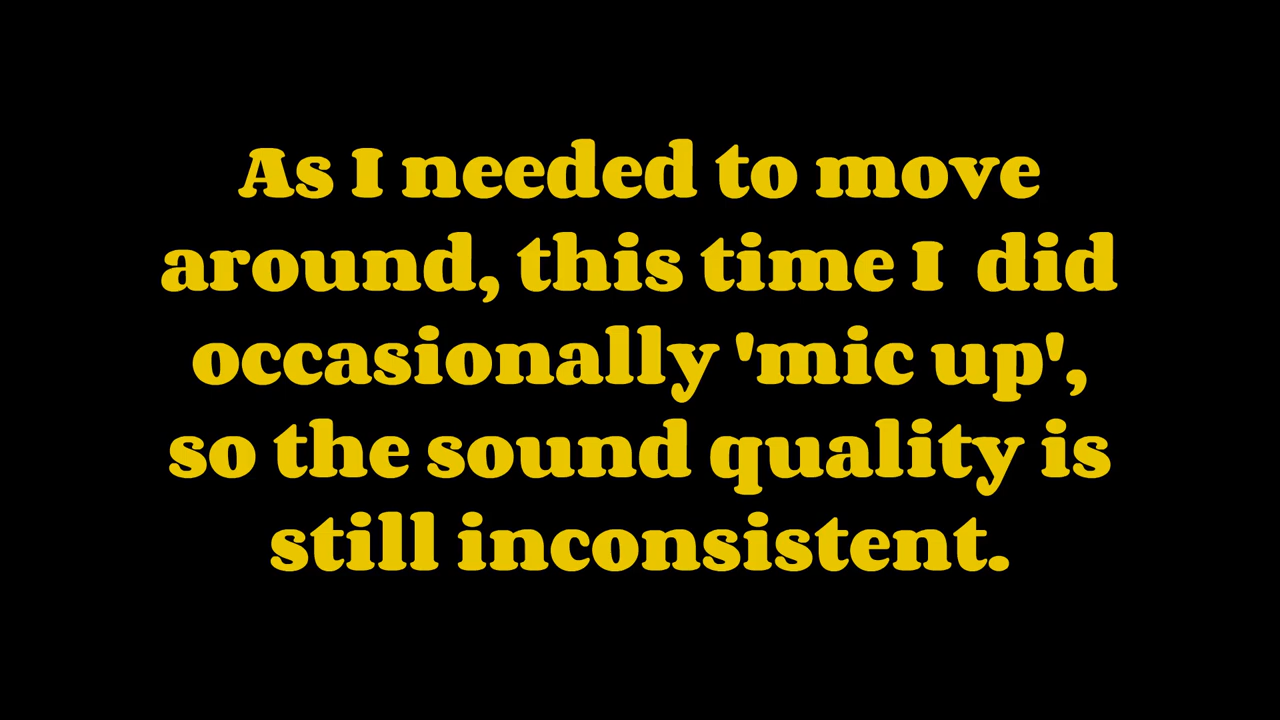 As I needed to move
around, this time I  did
occasionally 'mic up',
so the sound quality is
still inconsistent.